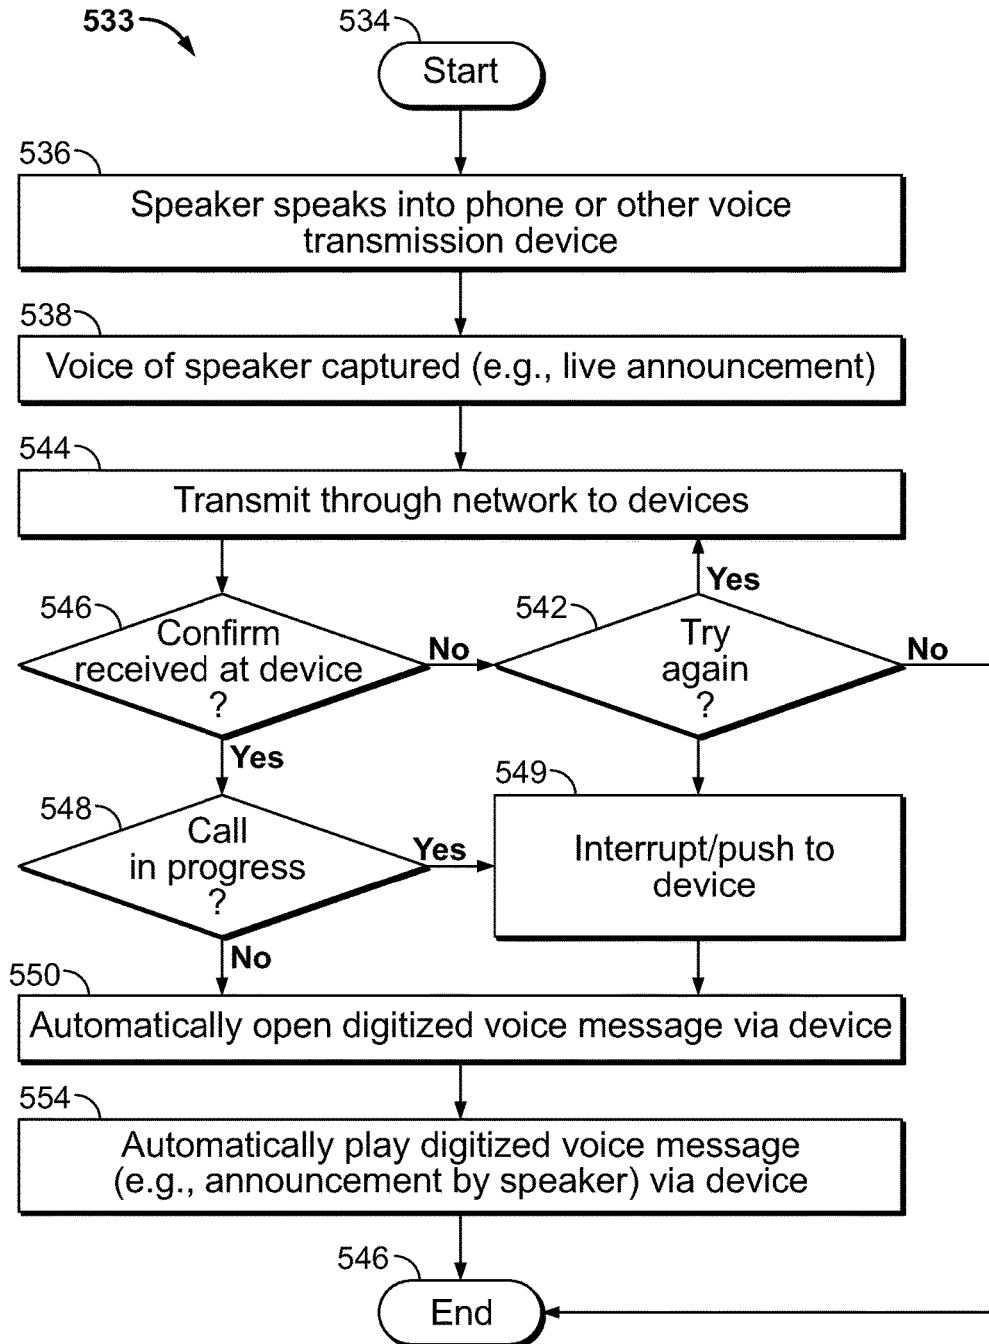 533
534
Start
536
Speaker speaks into phone or other voice
transmission device
538
Voice of speaker captured (e.g., live announcement)
544
Transmit through network to devices
546
Confirm
received at device
?
No
Yes
542
Try
again
?
Yes
No
548
Call
in progress
?
Yes
No
549
Interrupt/push to
device
550
Automatically open digitized voice message via device
554
Automatically play digitized voice message
(e.g., announcement by speaker) via device
546
End